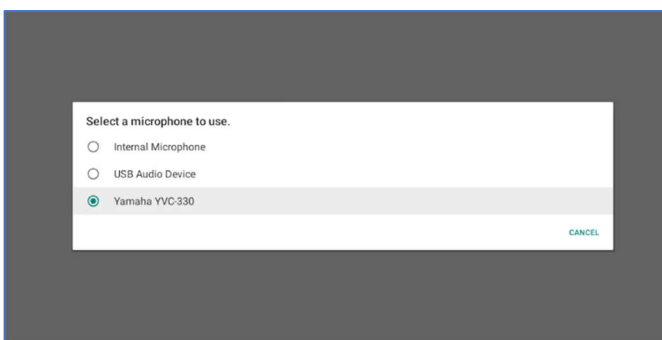 Select a microphone to use.
Internal Microphone
USB Audio Device
Yamaha YVC-330
CANCEL